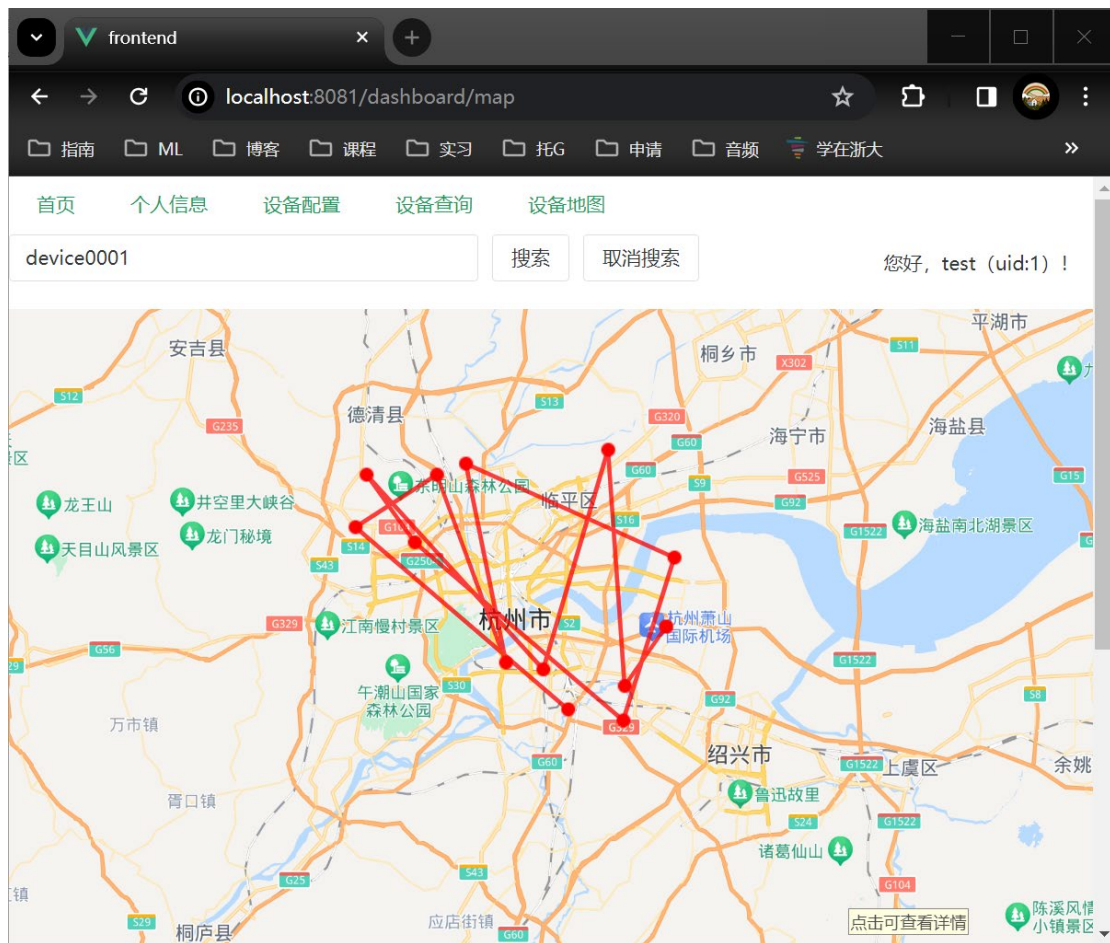 frontend
localhost:8081/dashboard/map
指南 ML 博客 课程 实习 托G 申请 音频 学在浙大 »
首页 个人信息 设备配置 设备查询 设备地图
device0001 搜索 取消搜索 您好，test（uid:1）！
平湖市
安吉县 桐乡市 S11
X302
S12 德清县 S13
G235 G320 海盐县
G60 海宁市
区 G60 G525 G15
东明山森林公园 S9
龙王山 井空里大峡谷 临平区 G92
S16 海盐南北湖景区
天目山风景区 龙门秘境 S14 G1522
S43 G250
杭州市 杭州萧山
G329 江南慢村景区 S2 国际机场
G56
29 G1522
午潮山国家 S30 S8
森林公园 G92
万市镇 G329
绍兴市
G60 G1522 上虞区 余姚
胥口镇 鲁迅故里
S24 G1522
诸葛仙山
S43
G25 G104
镇 应店街镇 陈溪风情
S29 点击可查看详情 小镇景区
桐庐县 G60